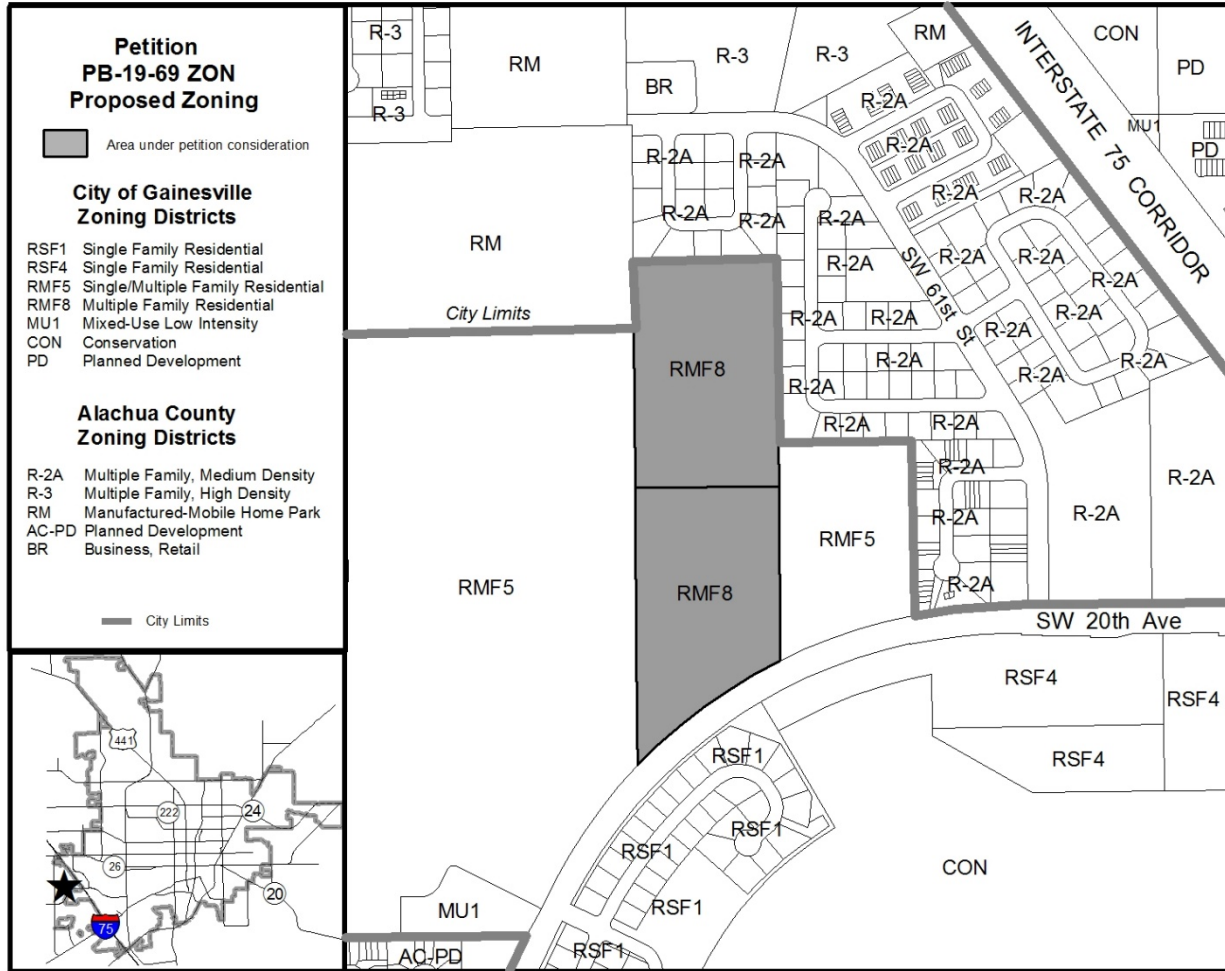 Petition
PB-19-69 ZON
Proposed Zoning
Area under petition consideration
City of Gainesville
Zoning Districts
RSF1 Single Family Residential
RSF4 Single Family Residential
RMF5 Single/Multiple Family Residential
RMF8 Multiple Family Residential
MU1 Mixed-Use Low Intensity
CON Conservation
PD Planned Development
Alachua County
Zoning Districts
R-2A Multiple Family, Medium Density
R-3 Multiple Family, High Density
RM Manufactured-Mobile Home Park
AC-PD Planned Development
BR Business, Retail
City Limits
441
222
24
26
20
75
R-3
RM
R-3
R-3
RM
CON
PD
BR
R-3
R-2A
MU1
PD
INTERSTATE 75 CORRIDOR
R-2A
R-2A
R-2A
R-2A
R-2A
R-2A
R-2A
R-2A
RM
R-2A
R-2A
R-2A
R-2A
SW 61st St
City Limits
R-2A
R-2A
R-2A
R-2A
R-2A
R-2A
R-2A
RMF8
R-2A
R-2A
R-2A
R-2A
R-2A
R-2A
R-2A
R-2A
R-2A
RMF5
RMF5
RMF8
R-2A
SW 20th Ave
RSF4
RSF4
RSF4
RSF1
RSF1
RSF1
CON
RSF1
MU1
RSF1
AC-PD